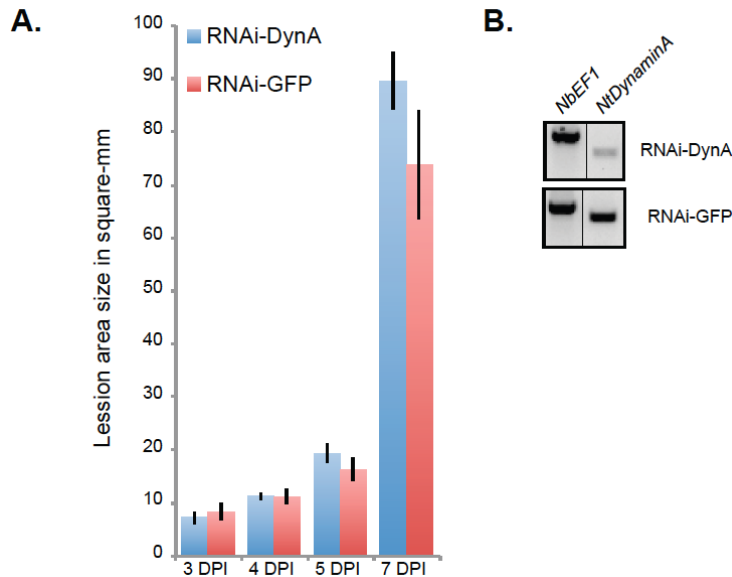 A.
Lession area size in square-mm
100
90
80
70
60
50
40
30
20
10
0
RNAi-DynA
RNAi-GFP
3 DPI
4 DPI
5 DPI
7 DPI
B.
NbEF1
NtDynaminA
RNAi-DynA
RNAi-GFP